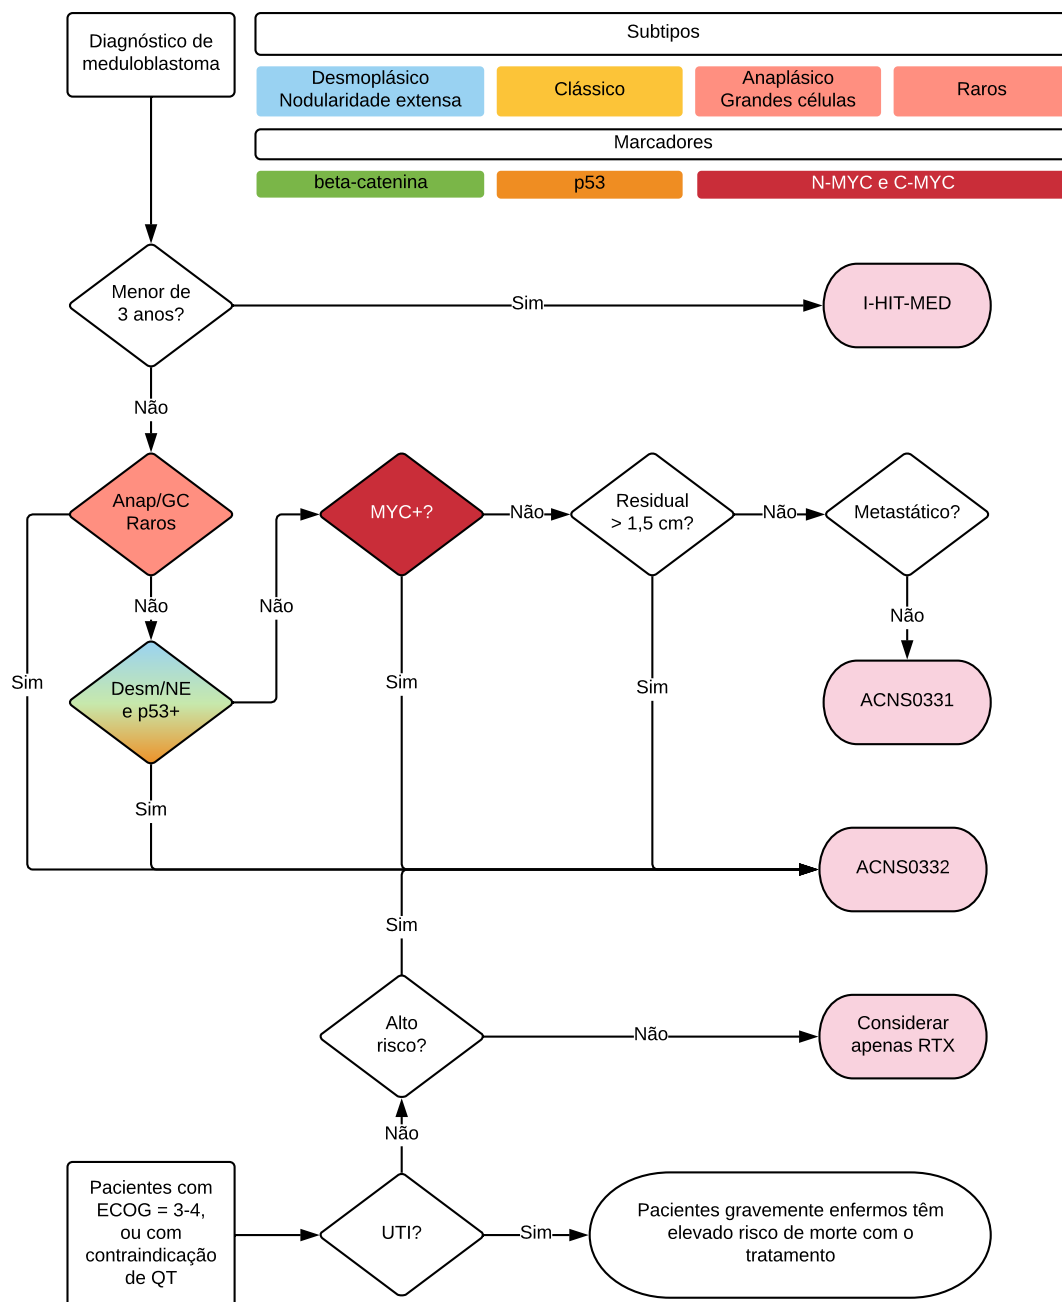 Diagnóstico de
meduloblastoma
Subtipos
Desmoplásico
Nodularidade extensa
Clássico
Anaplásico
Grandes células
Raros
Marcadores
beta-catenina
p53
N-MYC e C-MYC
Menor de
3 anos?
Sim
I-HIT-MED
Não
Anap/GC
Raros
MYC+?
Não
Residual
> 1,5 cm?
Não
Metastático?
Não
Não
Não
Sim
Desm/NE
e p53+
Sim
Sim
ACNS0331
Sim
ACNS0332
Sim
Alto
risco?
Não
Considerar
apenas RTX
Não
Pacientes com
ECOG = 3-4,
ou com
contraindicação
de QT
UTI?
Sim
Pacientes gravemente enfermos têm
elevado risco de morte com o
tratamento